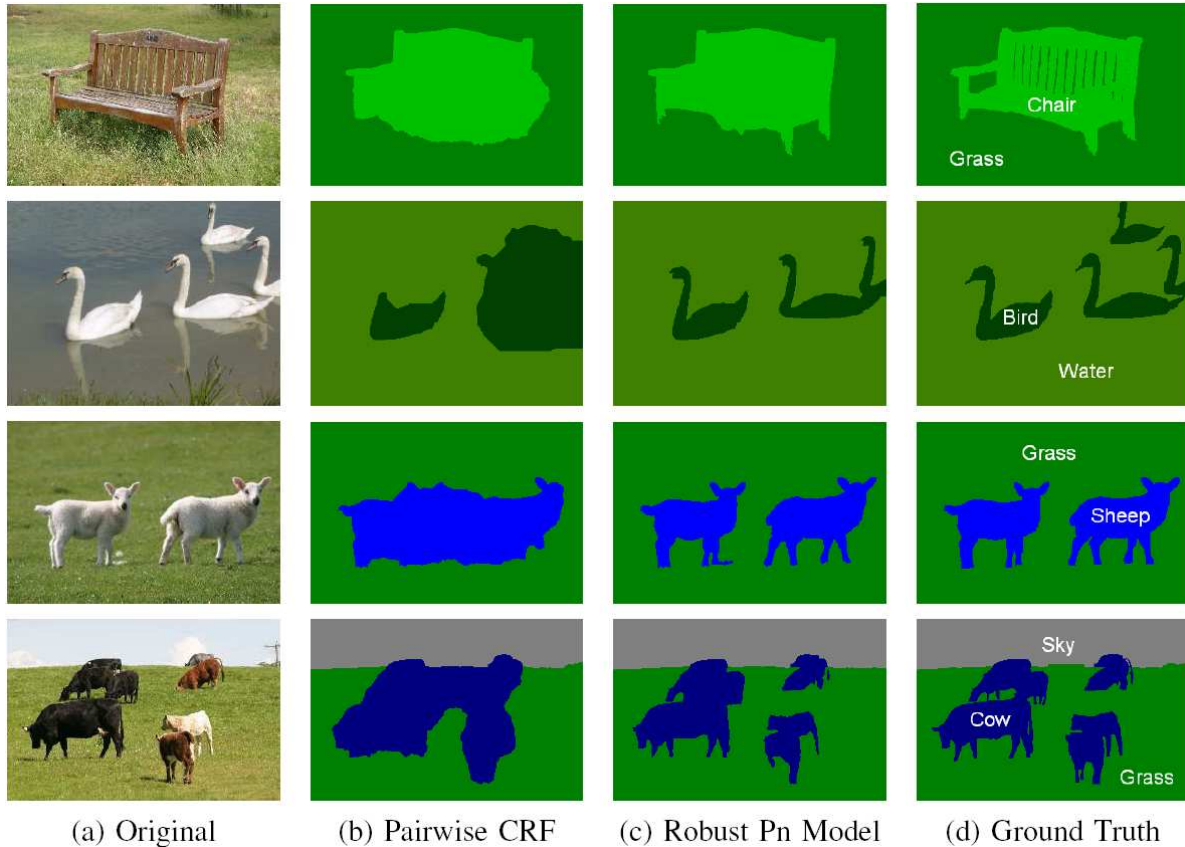 Chair
Grass
Bird
Water
Grass
Sheep
Sky
Cow
Grass
(a) Original (b) Pairwise CRF (c) Robust Pn Model (d) Ground Truth